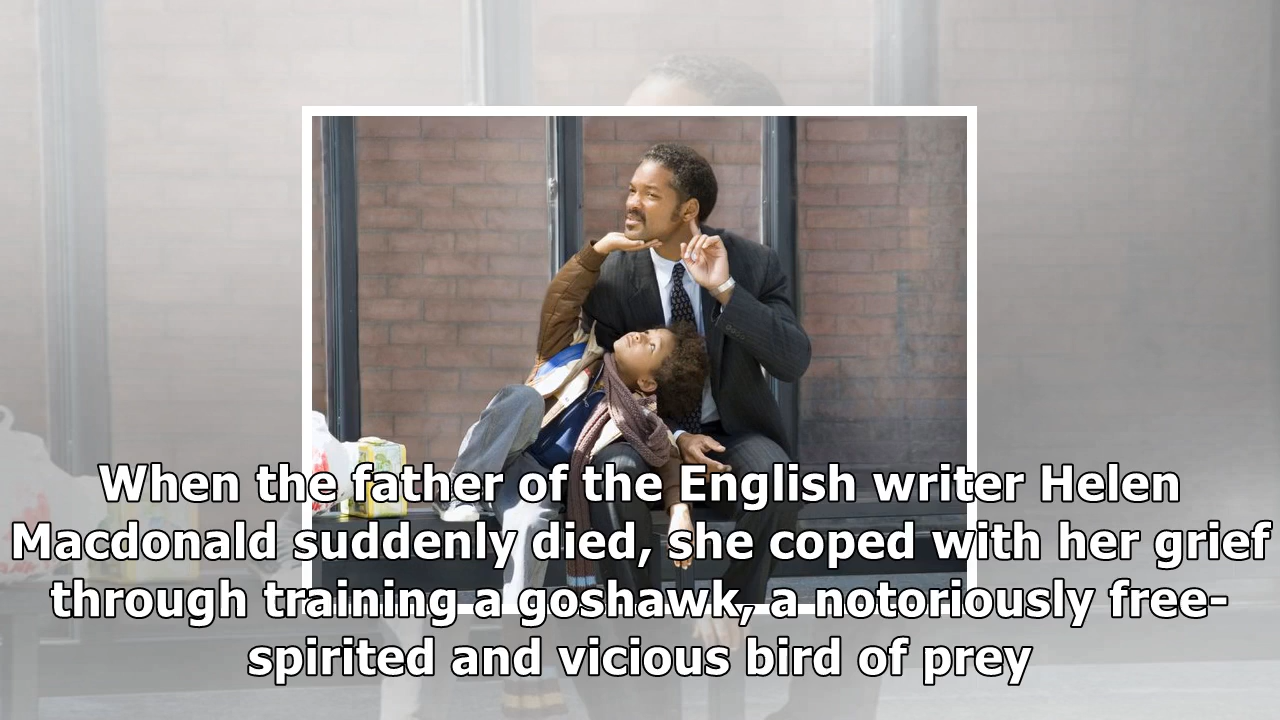 When the father of the English writer Helen
Macdonald suddenly died, she coped with her grief
through training a goshawk, a notoriously free-
spirited and vicious bird of prey